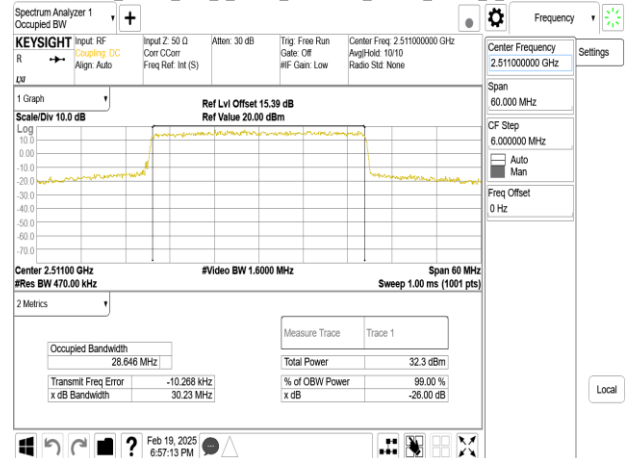 Spectrum Analyzer 1
Occupied BW
Frequency
KEYSIGHT
R
LXI
Input: RF
Coupling: DC
Align: Auto
Input Z: 50 Ω
Corr CCorr
Freq Ref: Int (S)
Atten: 30 dB
Trig: Free Run
Gate: Off
#IF Gain: Low
Center Freq: 2.511000000 GHz
Avg|Hold: 10/10
Radio Std: None
Center Frequency
2.511000000 GHz
Settings
Span
60.000 MHz
CF Step
6.000000 MHz
Auto
Man
Freq Offset
0 Hz
Local
1 Graph
Ref Lvl Offset 15.39 dB
Scale/Div 10.0 dB
Ref Value 20.00 dBm
Log
10.0
0.00
-10.0
-20.0
-30.0
-40.0
-50.0
-60.0
-70.0
Center 2.51100 GHz
#Video BW 1.6000 MHz
Span 60 MHz
#Res BW 470.00 kHz
Sweep 1.00 ms (1001 pts)
2 Metrics
Measure Trace
Trace 1
Occupied Bandwidth
28.646 MHz
Total Power
32.3 dBm
Transmit Freq Error
-10.268 kHz
% of OBW Power
99.00 %
x dB Bandwidth
30.23 MHz
x dB
-26.00 dB
?
Feb 19, 2025
6:57:13 PM